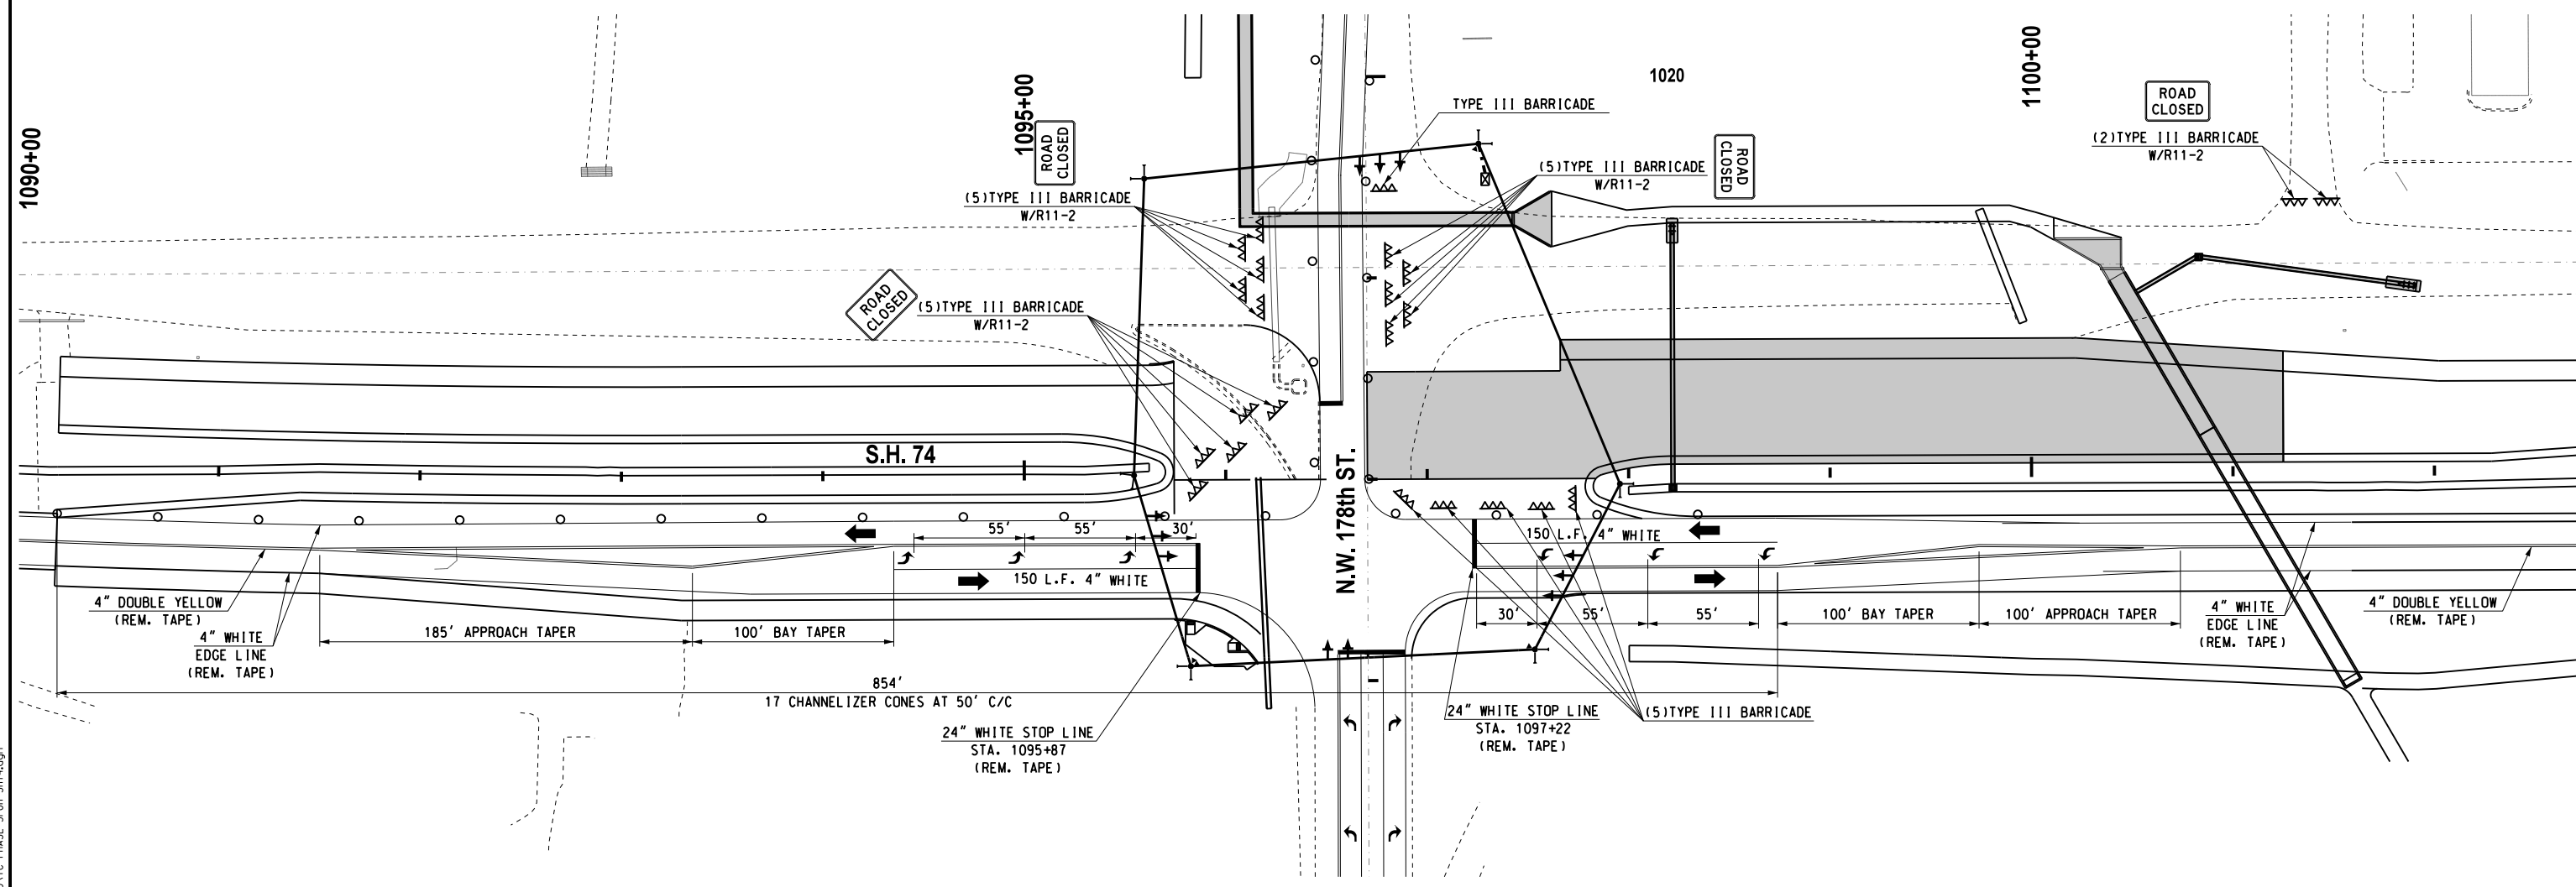 1090+00
1095+00
1100+00
1020
ROAD
CLOSED
(5)TYPE III BARRICADE
W/R11-2
TYPE III BARRICADE
(5)TYPE III BARRICADE
W/R11-2
ROAD
CLOSED
ROAD
CLOSED
(2)TYPE III BARRICADE
W/R11-2
ROAD
CLOSED
(5)TYPE III BARRICADE
W/R11-2
S.H. 74
N.W. 178th ST.
55'
55'
30'
150 L.F. 4" WHITE
150 L.F. 4" WHITE
4" DOUBLE YELLOW
(REM. TAPE)
4" WHITE
EDGE LINE
(REM. TAPE)
185' APPROACH TAPER
100' BAY TAPER
30'
55'
55'
100' BAY TAPER
100' APPROACH TAPER
4" WHITE
EDGE LINE
(REM. TAPE)
4" DOUBLE YELLOW
(REM. TAPE)
854'
17 CHANNELIZER CONES AT 50' C/C
24" WHITE STOP LINE
STA. 1095+87
(REM. TAPE)
24" WHITE STOP LINE
STA. 1097+22
(REM. TAPE)
(5)TYPE III BARRICADE